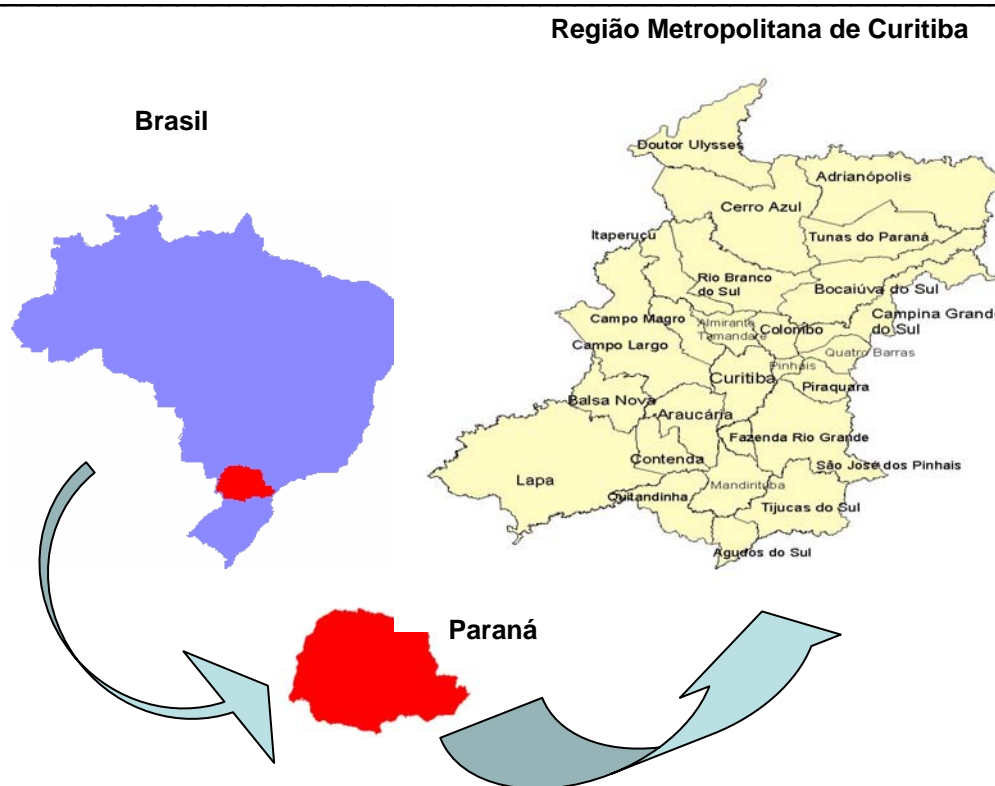 Região Metropolitana de Curitiba
Brasil
Doutor Ulysses
Adrianópolis
Cerro Azul
Itaperuçu
Tunas do Paraná
Rio Branco
do Sul
Bocaiúva do Sul
Campo Magro
Almirante
Tamandaré
Colombo
Campina Grande
do Sul
Campo Largo
Quatro Barras
Pinhais
Curitiba
Piraquara
Balsa Nova
Araucária
Fazenda Rio Grande
Contenda
São José dos Pinhais
Lapa
Mandirituba
Quitandinha
Tijucas do Sul
Agudos do Sul
Paraná